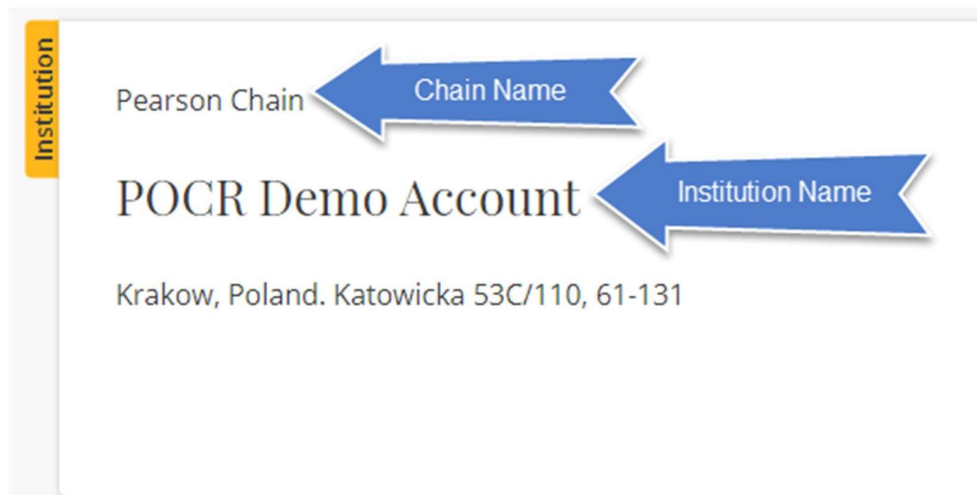 Institution
Pearson Chain
Chain Name
POCR Demo Account
Institution Name
Krakow, Poland. Katowicka 53C/110, 61-131